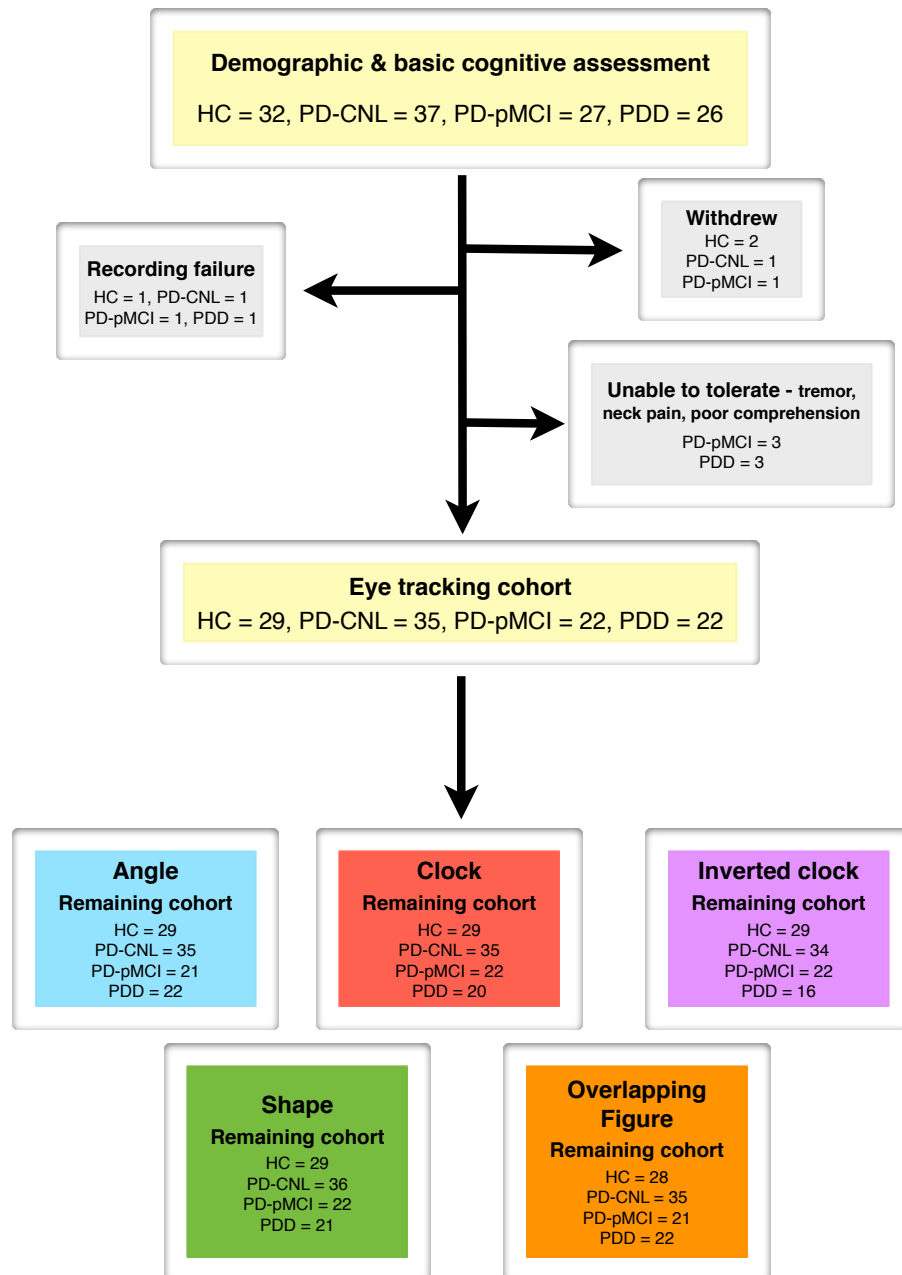 Demographic & basic cognitive assessment
HC = 32, PD-CNL = 37, PD-pMCI = 27, PDD = 26
Withdrew
HC = 2
PD-CNL = 1
PD-pMCI = 1
Recording failure
HC = 1, PD-CNL = 1
PD-pMCI = 1, PDD = 1
Unable to tolerate - tremor,
neck pain, poor comprehension
PD-pMCI = 3
PDD = 3
Eye tracking cohort
HC = 29, PD-CNL = 35, PD-pMCI = 22, PDD = 22
Angle
Remaining cohort
HC = 29
PD-CNL = 35
PD-pMCI = 21
PDD = 22
Clock
Remaining cohort
HC = 29
PD-CNL = 35
PD-pMCI = 22
PDD = 20
Inverted clock
Remaining cohort
HC = 29
PD-CNL = 34
PD-pMCI = 22
PDD = 16
Shape
Remaining cohort
HC = 29
PD-CNL = 36
PD-pMCI = 22
PDD = 21
Overlapping
Figure
Remaining cohort
HC = 28
PD-CNL = 35
PD-pMCI = 21
PDD = 22